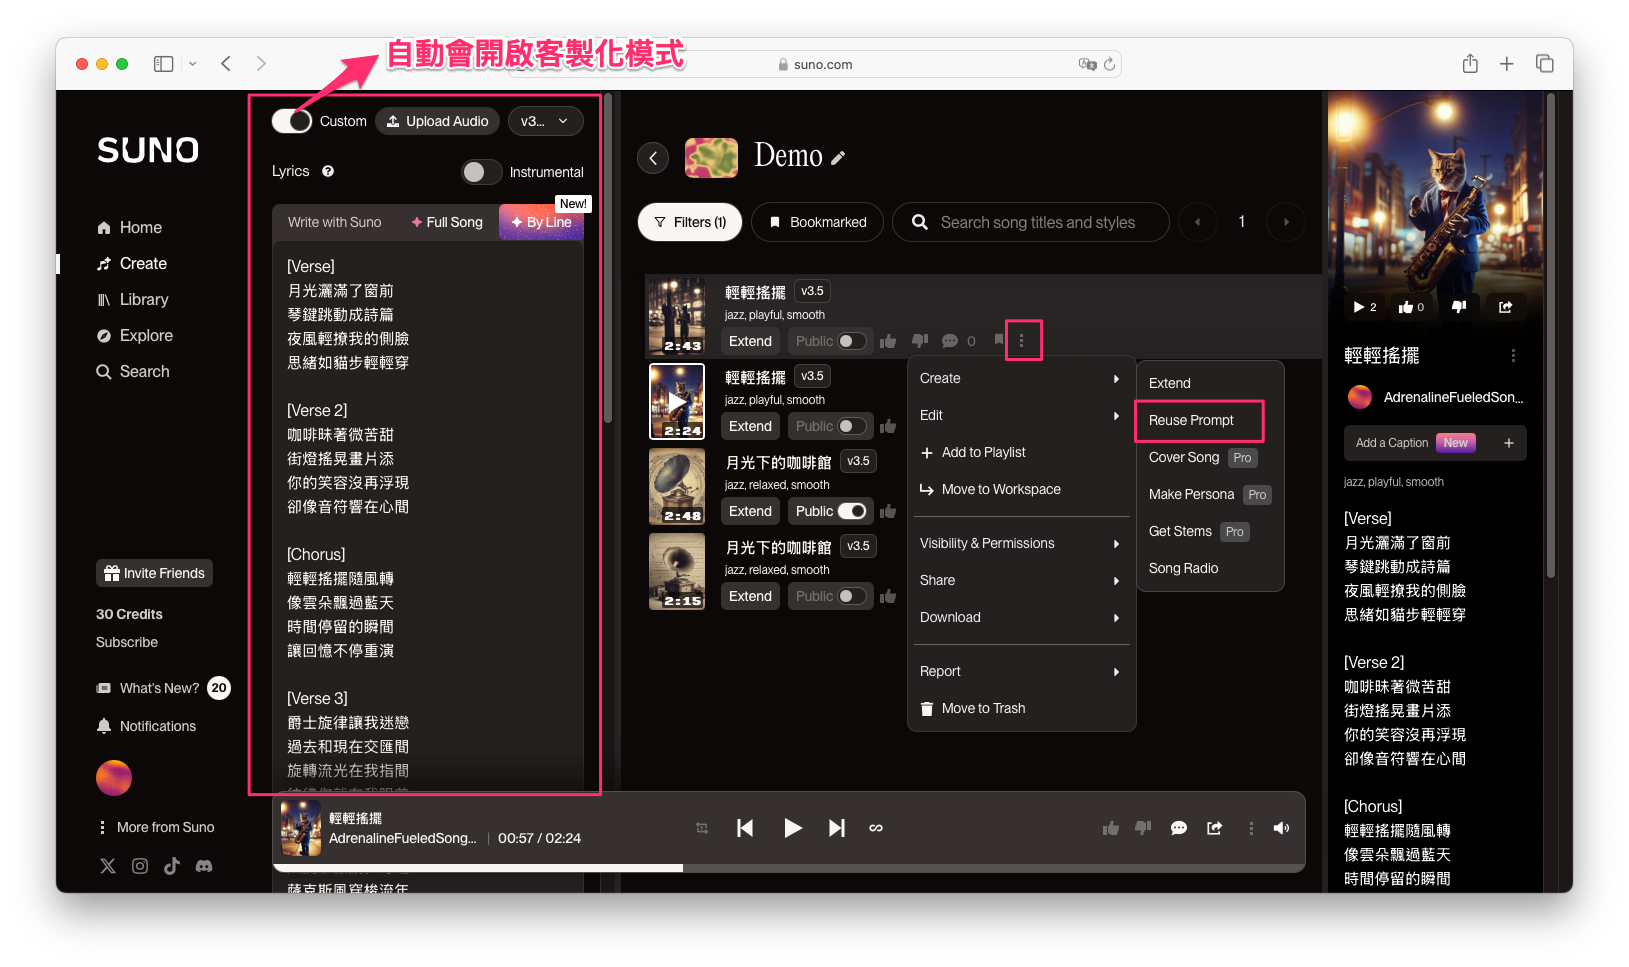 自動會開啟客製化模式
suno.com
SUNO
Home
Create
Library
Explore
Search
Invite Friends
30 Credits
Subscribe
What's New? 20
Notifications
More from Suno
Custom
Upload Audio
v3...
Lyrics
Instrumental
New!
Write with Suno
Full Song
By Line
[Verse]
月光灑滿了窗前
琴鍵跳動成詩篇
夜風輕撩我的側臉
思緒如貓步輕輕穿
[Verse 2]
咖啡昧著微苦甜
街燈搖晃畫片添
你的笑容沒再浮現
卻像音符響在心間
[Chorus]
輕輕搖擺隨風轉
像雲朵飄過藍天
時間停留的瞬間
讓回憶不停重演
[Verse 3]
爵士旋律讓我迷戀
過去和現在交匯間
旋轉流光在我指間
薩克斯風穿梭流年
Demo
Filters (1)
Bookmarked
Search song titles and styles
1
輕輕搖擺 v3.5
jazz, playful, smooth
2:43
Extend
Public
0
輕輕搖擺 v3.5
jazz, playful, smooth
2:24
Extend
Public
月光下的咖啡館 v3.5
jazz, relaxed, smooth
2:48
Extend
Public
月光下的咖啡館 v3.5
jazz, relaxed, smooth
2:15
Extend
Public
Create
Edit
Add to Playlist
Move to Workspace
Visibility & Permissions
Share
Download
Report
Move to Trash
Extend
Reuse Prompt
Cover Song Pro
Make Persona Pro
Get Stems Pro
Song Radio
2
0
輕輕搖擺
AdrenalineFueledSon...
Add a Caption New
jazz, playful, smooth
[Verse]
月光灑滿了窗前
琴鍵跳動成詩篇
夜風輕撩我的側臉
思緒如貓步輕輕穿
[Verse 2]
咖啡昧著微苦甜
街燈搖晃畫片添
你的笑容沒再浮現
卻像音符響在心間
[Chorus]
輕輕搖擺隨風轉
像雲朵飄過藍天
時間停留的瞬間
輕輕搖擺
AdrenalineFueledSong...
00:57 / 02:24